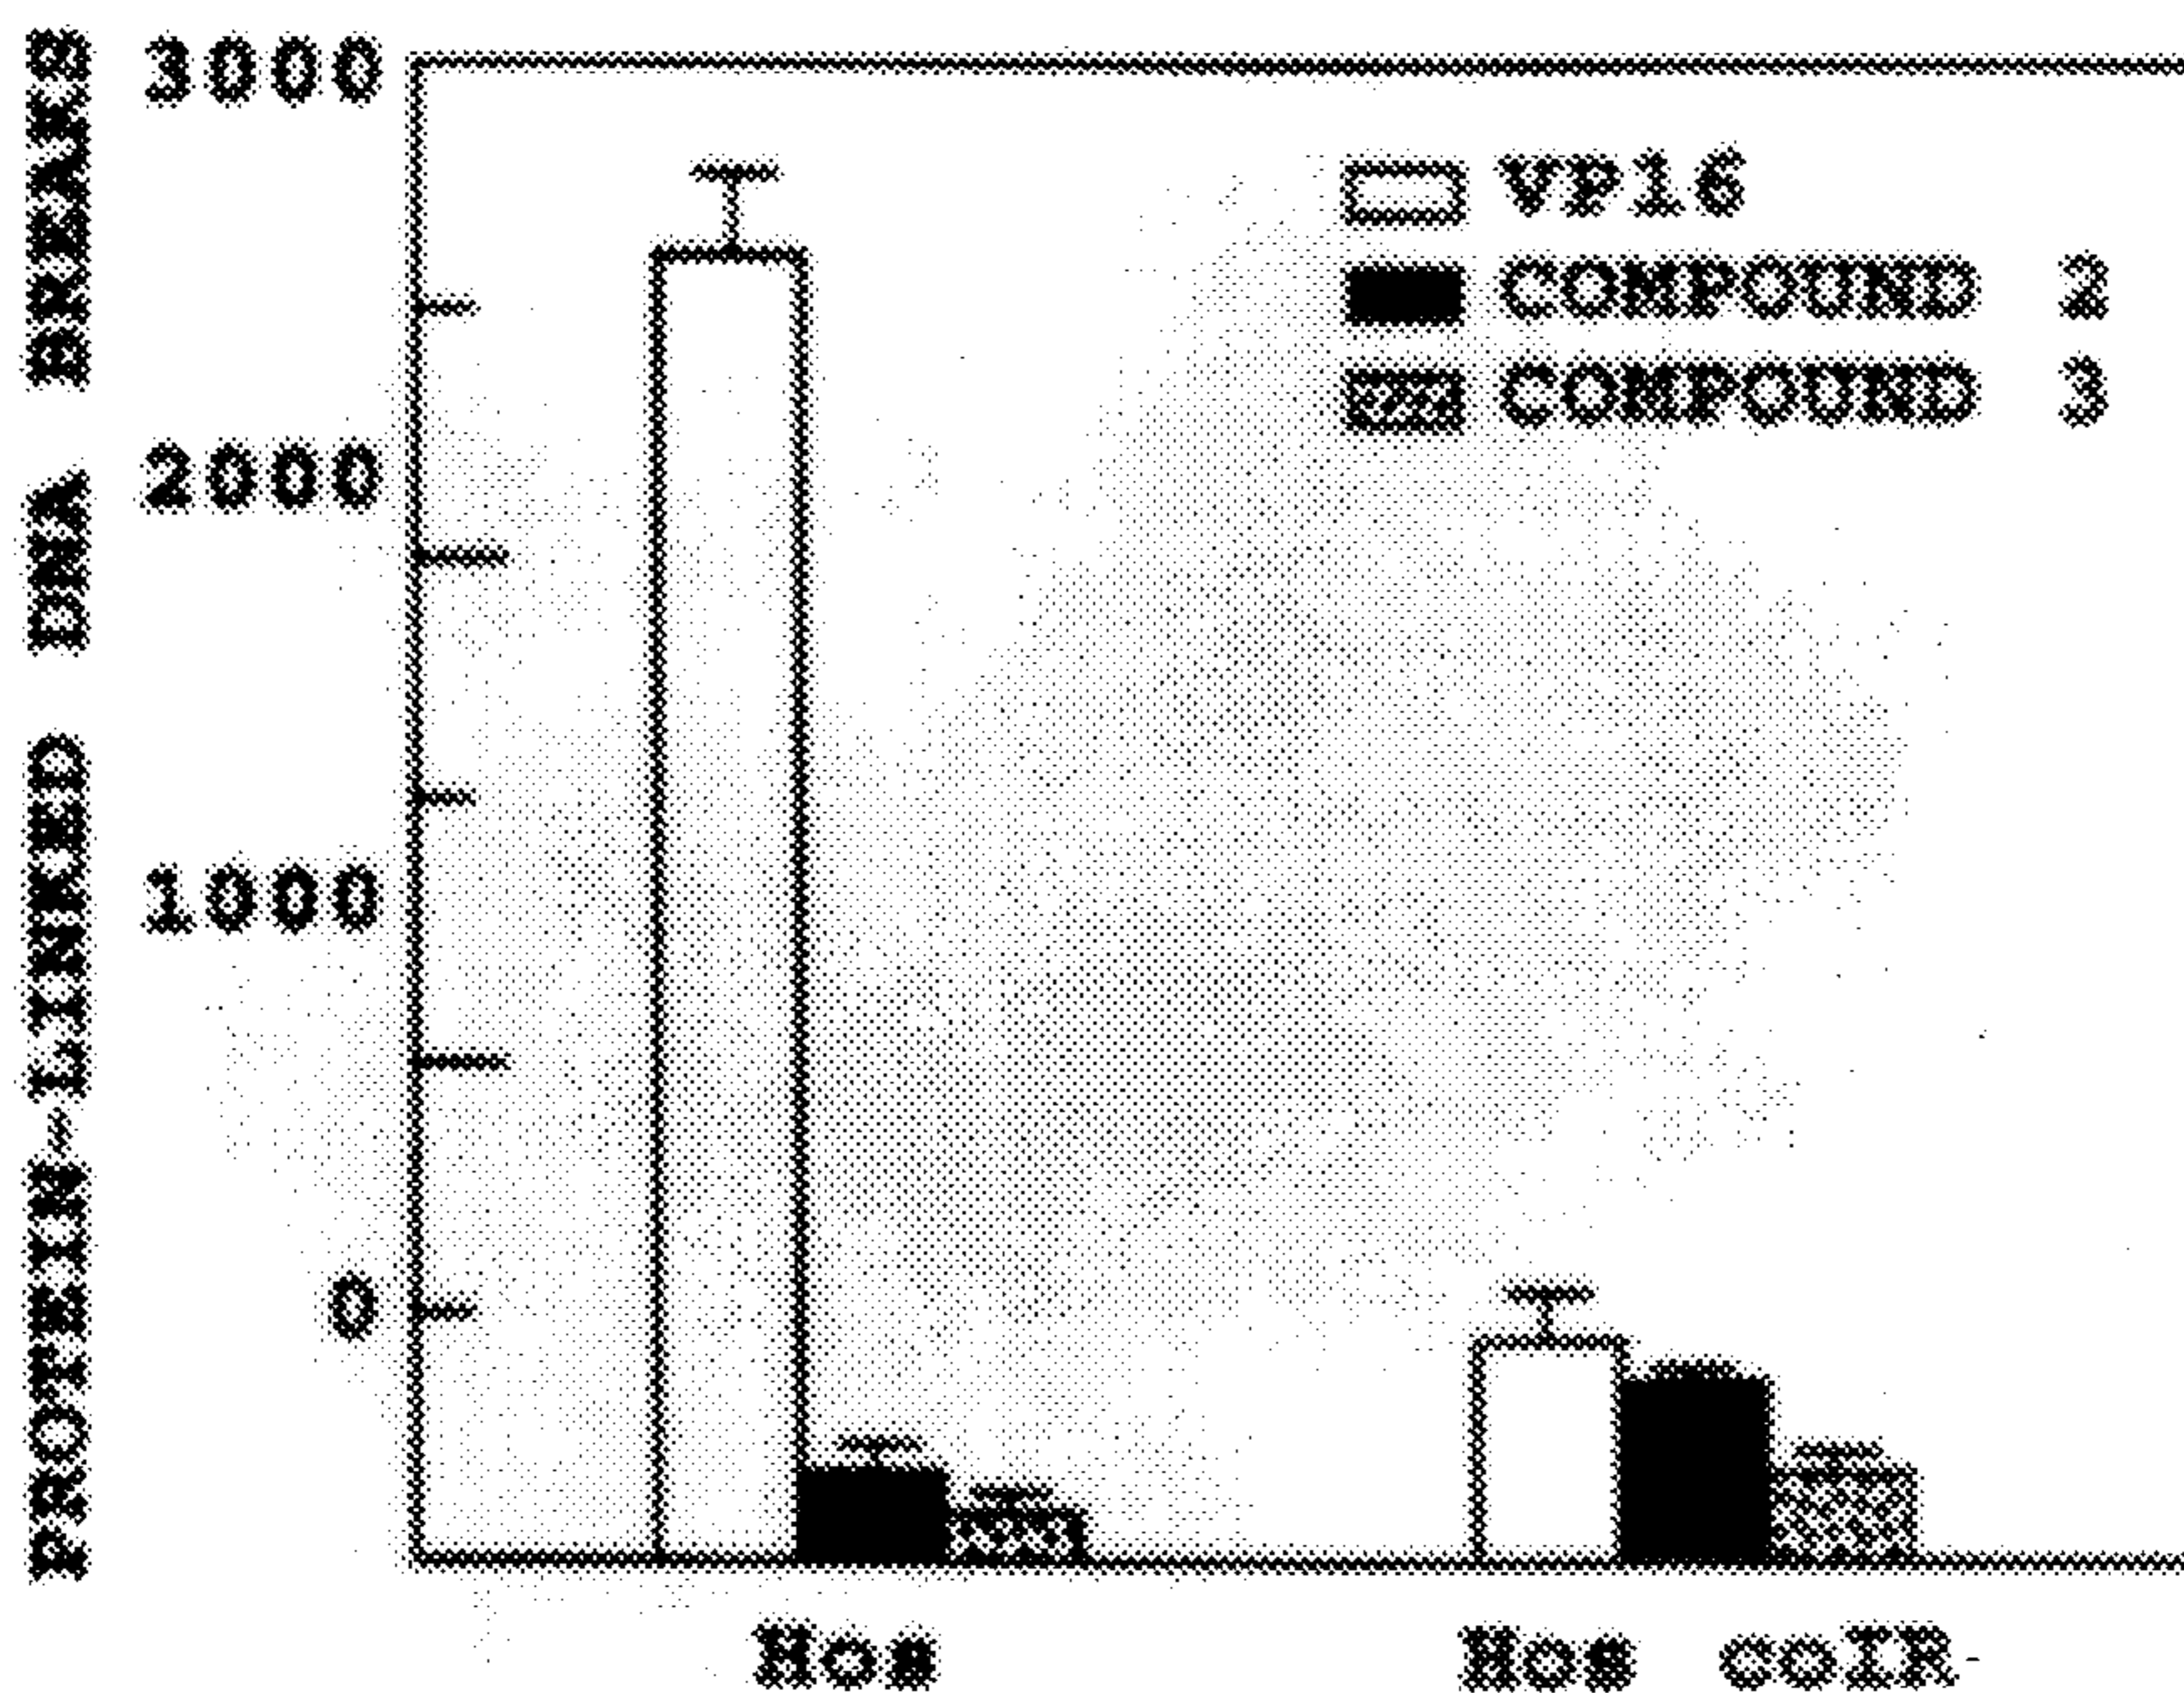 PROTEIN-LINKED DNA BREAKS
3000
2000
1000
0
VP16
COMPOUND 2
COMPOUND 3
Hos
Hos coIR-